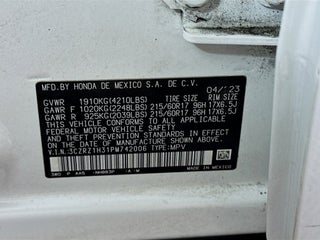 MFD.BY HONDA DE MEXICO S.A. DE C.V. 04/'23
GVWR 1910KG(4210LBS) TIRE SIZE RIM SIZE
GAWR F 1020KG(2248LBS) 215/60R17 96H 17X6.5J
GAWR R 925KG(2039LBS) 215/60R17 96H 17X6.5J
THIS VEHICLE CONFORMS TO ALL APPLICABLE
FEDERAL MOTOR VEHICLE SAFETY AND
THEFT PREVENTION STANDARDS IN EFFECT ON
THE DATE OF MANUFACTURE SHOWN ABOVE.
V.I.N.:3CZRZ1H31PM742006 TYPE:MPV
MADE IN MEXICO